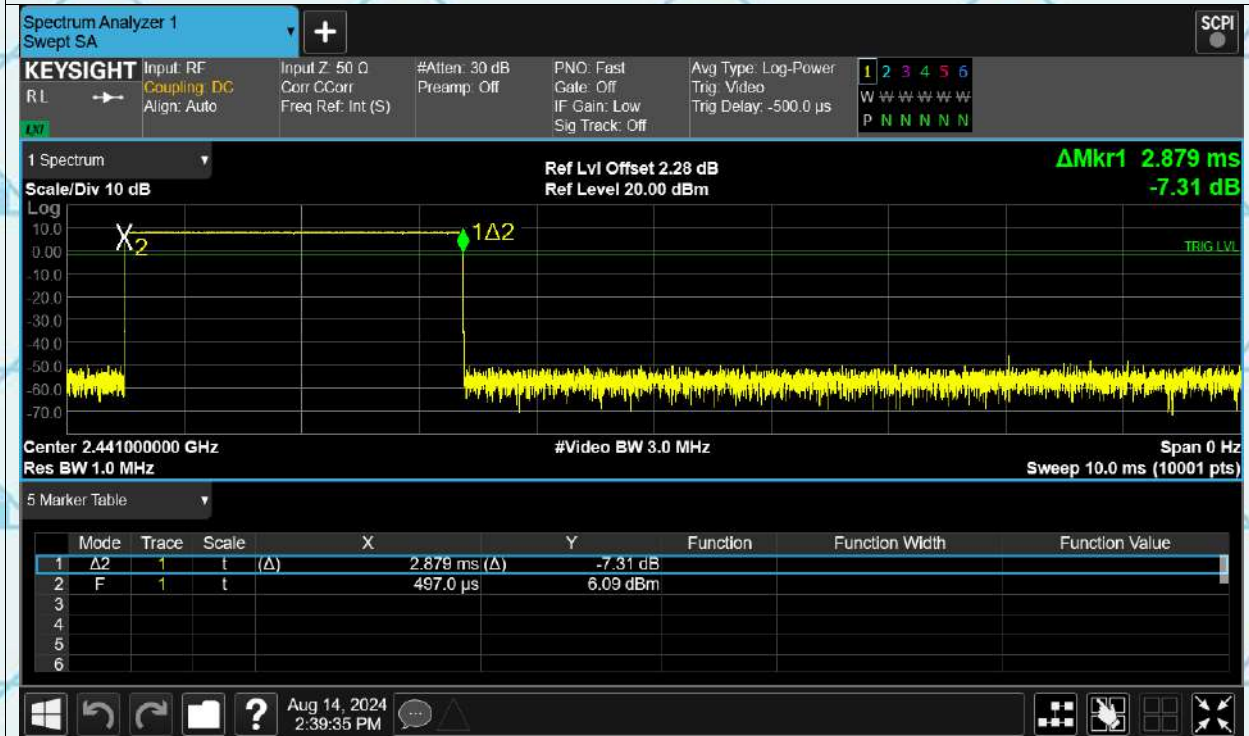 Spectrum Analyzer 1
Swept SA
+
SCPI
KEYSIGHT
RL
LXI
Input: RF
Coupling: DC
Align: Auto
Input Z: 50 Ω
Corr CCorr
Freq Ref: Int (S)
#Atten: 30 dB
Preamp: Off
PNO: Fast
Gate: Off
IF Gain: Low
Sig Track: Off
Avg Type: Log-Power
Trig: Video
Trig Delay: -500.0 µs
1 2 3 4 5 6
W W W W W W
P N N N N N
1 Spectrum
Scale/Div 10 dB
Ref Lvl Offset 2.28 dB
Ref Level 20.00 dBm
ΔMkr1 2.879 ms
-7.31 dB
Log
10.0
0.00
-10.0
-20.0
-30.0
-40.0
-50.0
-60.0
-70.0
X2
1Δ2
TRIG LVL
Center 2.441000000 GHz
#Video BW 3.0 MHz
Span 0 Hz
Res BW 1.0 MHz
Sweep 10.0 ms (10001 pts)
5 Marker Table
Mode Trace Scale X Y Function Function Width Function Value
1 Δ2 1 t (Δ) 2.879 ms (Δ) -7.31 dB
2 F 1 t 497.0 µs 6.09 dBm
3
4
5
6
?
Aug 14, 2024
2:39:35 PM